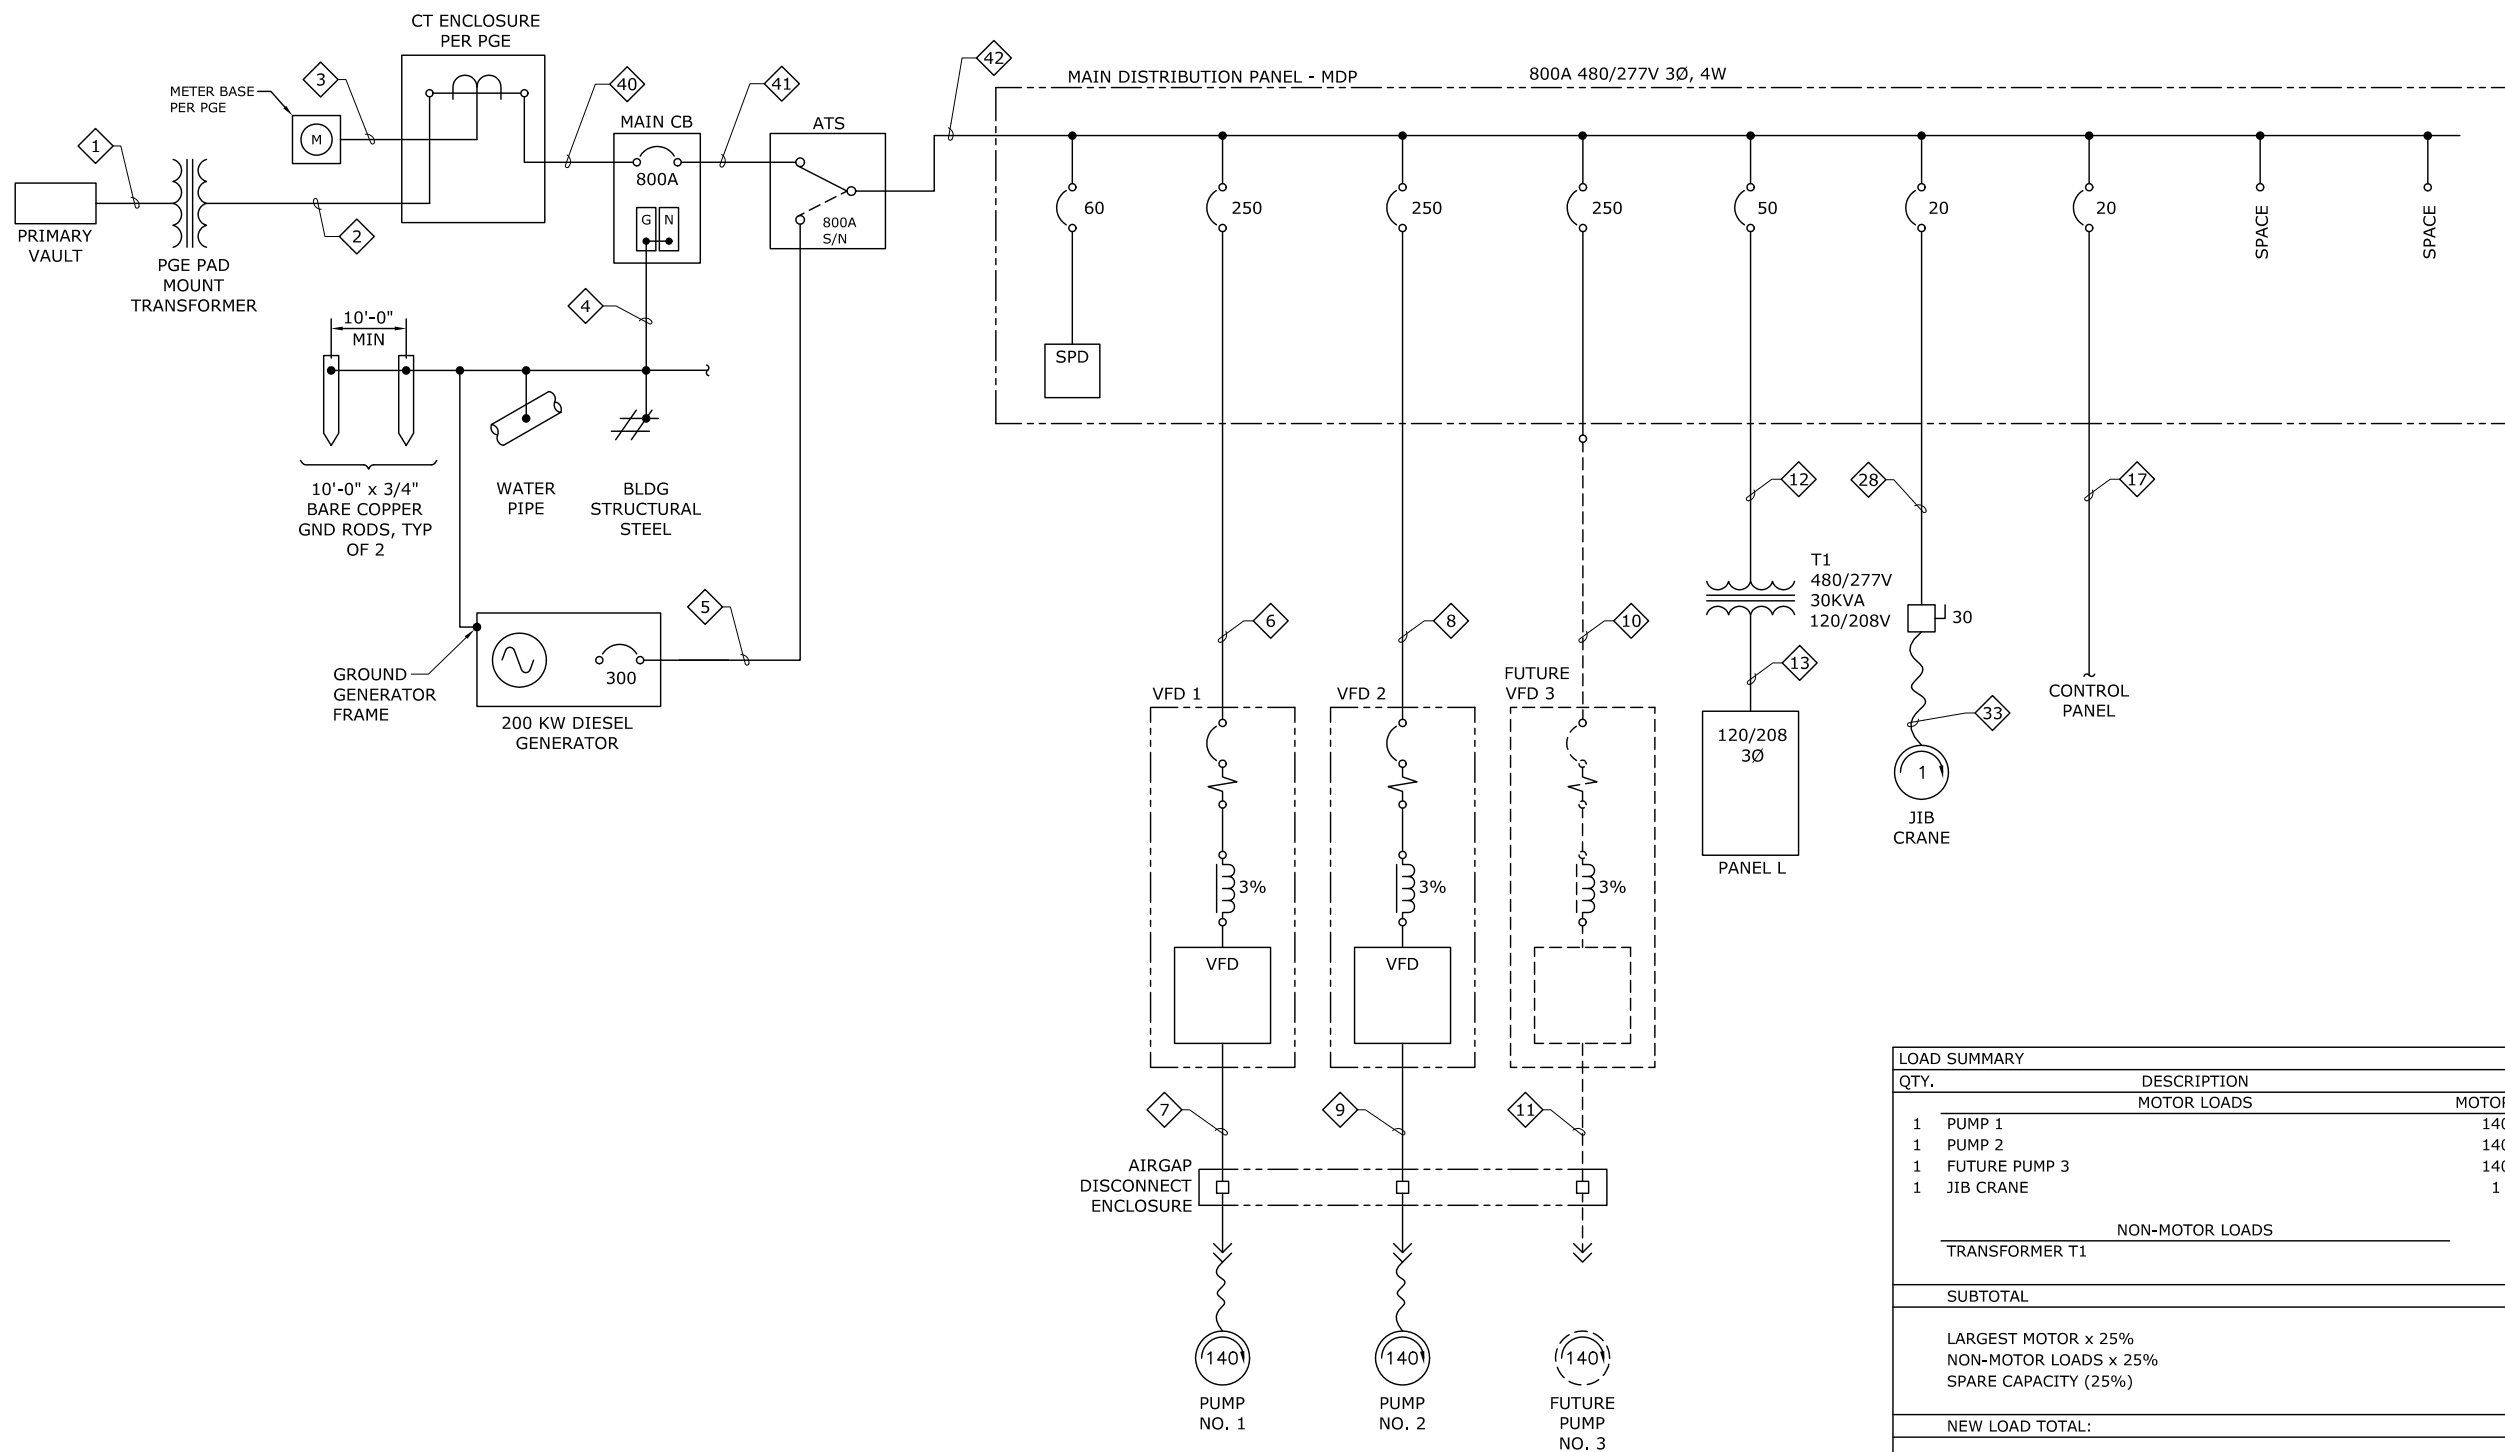 CT ENCLOSURE
PER PGE
3
METER BASE
PER PGE
M
1
PRIMARY
VAULT
PGE PAD
MOUNT
TRANSFORMER
2
40
MAIN CB
800A
G N
41
ATS
800A
S/N
42
MAIN DISTRIBUTION PANEL - MDP
800A 480/277V 3Ø, 4W
60
250
250
250
50
20
20
SPACE
SPACE
SPD
4
10'-0"
MIN
10'-0" x 3/4"
BARE COPPER
GND RODS, TYP
OF 2
WATER
PIPE
BLDG
STRUCTURAL
STEEL
GROUND
GENERATOR
FRAME
300
200 KW DIESEL
GENERATOR
5
6
8
10
12
28
17
T1
480/277V
30KVA
120/208V
13
120/208
3Ø
PANEL L
30
33
1
JIB
CRANE
CONTROL
PANEL
VFD 1
VFD 2
FUTURE
VFD 3
3%
3%
3%
VFD
VFD
7
9
11
AIRGAP
DISCONNECT
ENCLOSURE
140
140
140
PUMP
NO. 1
PUMP
NO. 2
FUTURE
PUMP
NO. 3
LOAD SUMMARY
QTY. DESCRIPTION
MOTOR LOADS MOTOR
1 PUMP 1 140
1 PUMP 2 140
1 FUTURE PUMP 3 140
1 JIB CRANE 1
NON-MOTOR LOADS
TRANSFORMER T1
SUBTOTAL
LARGEST MOTOR x 25%
NON-MOTOR LOADS x 25%
SPARE CAPACITY (25%)
NEW LOAD TOTAL: